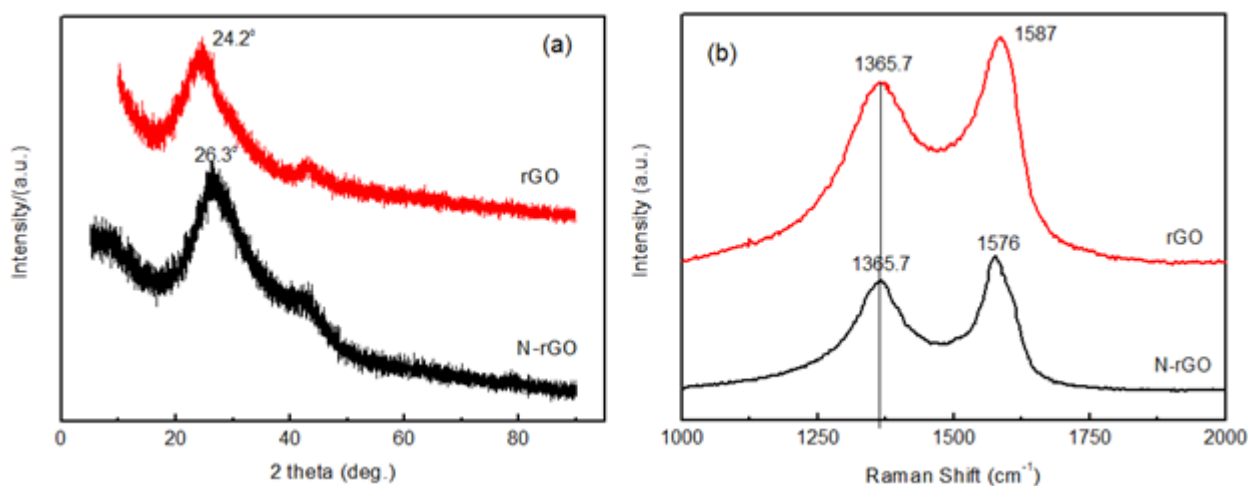 (a)
24.2°
26.3°
rGO
N-rGO
Intensity/(a.u.)
0 20 40 60 80
2 theta (deg.)
(b)
1365.7
1587
rGO
1365.7
1576
N-rGO
Intensity (a.u.)
1000 1250 1500 1750 2000
Raman Shift (cm⁻¹)